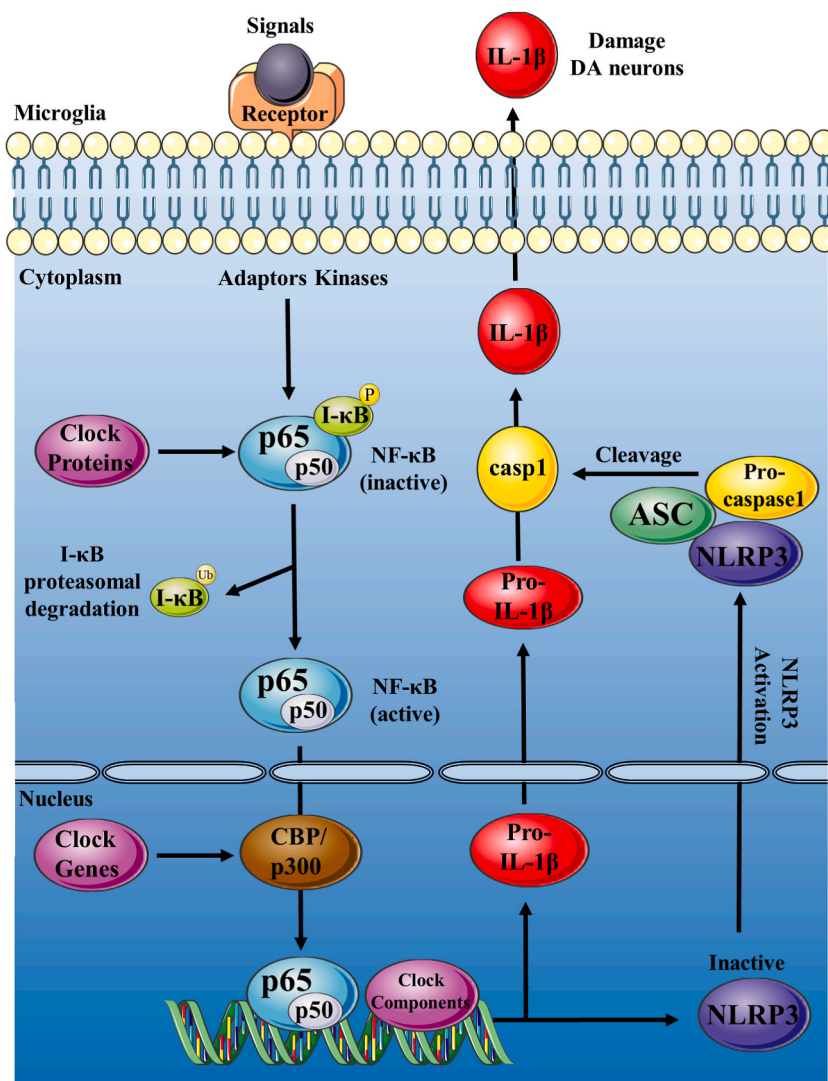 Signals
Receptor
IL-1β
Damage
DA neurons
Microglia
Cytoplasm
Adaptors Kinases
IL-1β
P
I-κB
p65
p50
Clock
Proteins
NF-κB
(inactive)
casp1
Cleavage
Pro-
caspase1
ASC
NLRP3
I-κB
proteasomal
degradation
Ub
I-κB
Pro-
IL-1β
p65
p50
NF-κB
(active)
NLRP3
Activation
Nucleus
Clock
Genes
CBP/
p300
Pro-
IL-1β
p65
p50
Clock
Components
Inactive
NLRP3